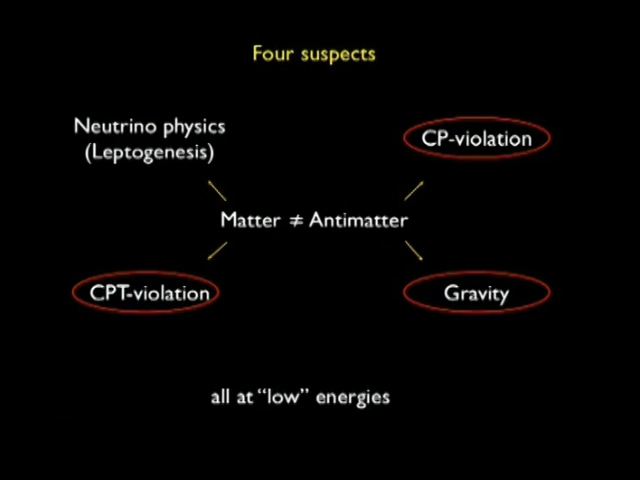 Four suspects
Neutrino physics
(Leptogenesis)
CP-violation
Matter ≠ Antimatter
CPT-violation
Gravity
all at “low” energies